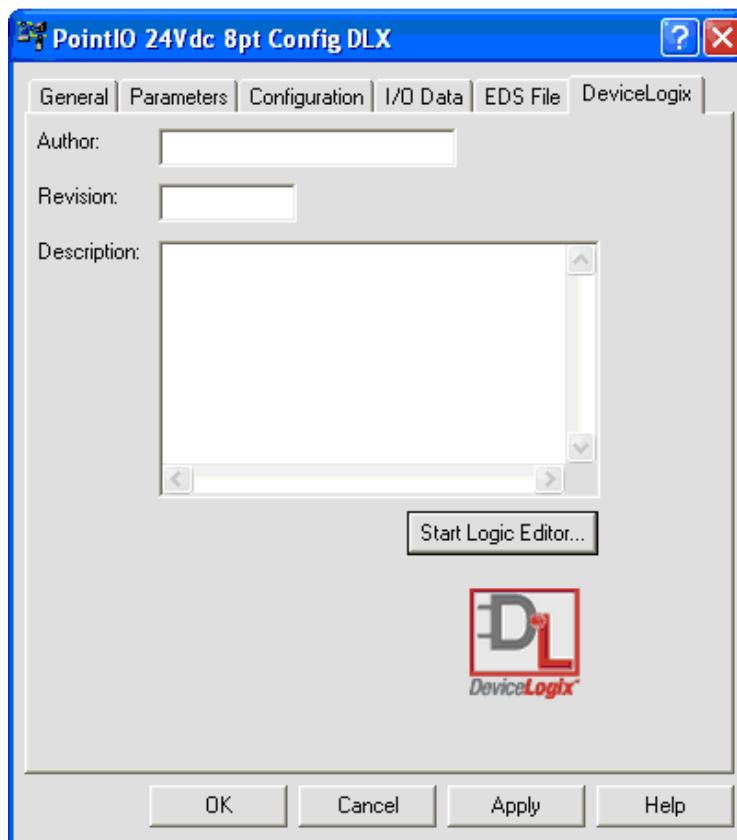 PointIO 24Vdc 8pt Config DLX
General Parameters Configuration I/O Data EDS File DeviceLogix
Author:
Revision:
Description:
Start Logic Editor...
DL
DeviceLogix™
OK Cancel Apply Help